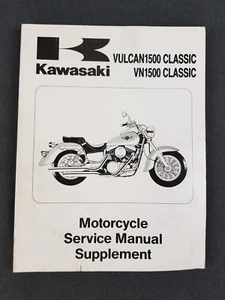 Kawasaki
VULCAN1500 CLASSIC
VN1500 CLASSIC
Motorcycle
Service Manual
Supplement